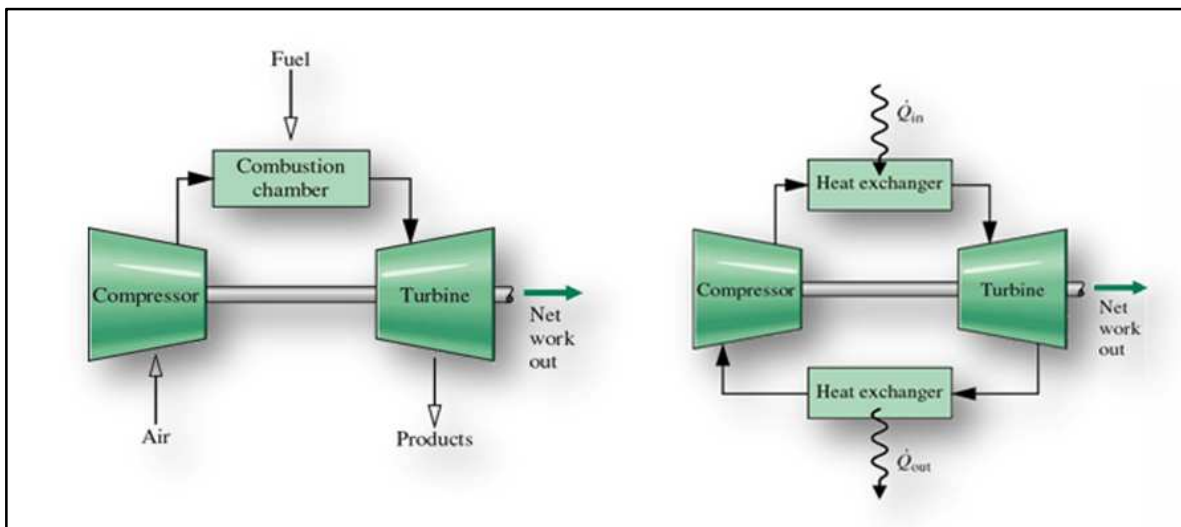 Fuel
Combustion
chamber
Compressor
Turbine
Net
work
out
Air
Products
Q̇in
Heat exchanger
Compressor
Turbine
Net
work
out
Heat exchanger
Q̇out